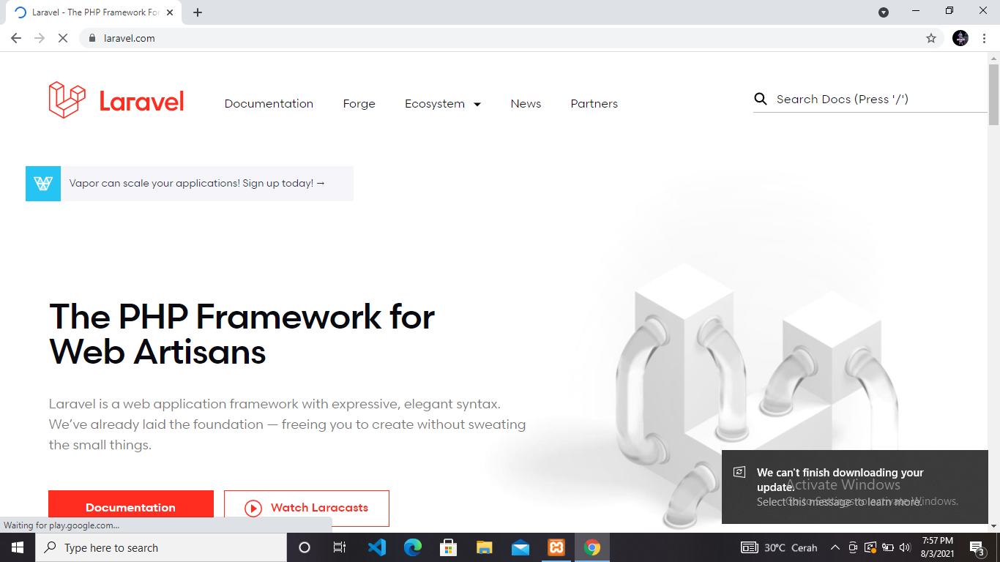 Laravel - The PHP Framework For
laravel.com
Laravel
Documentation
Forge
Ecosystem
News
Partners
Search Docs (Press '/')
Vapor can scale your applications! Sign up today! →
The PHP Framework for
Web Artisans
Laravel is a web application framework with expressive, elegant syntax.
We've already laid the foundation — freeing you to create without sweating
the small things.
Documentation
Watch Laracasts
We can't finish downloading your
update.
Select this message to learn more.
Activate Windows
Go to Settings to activate Windows.
Waiting for play.google.com...
Type here to search
30°C Cerah
7:57 PM
8/3/2021
3